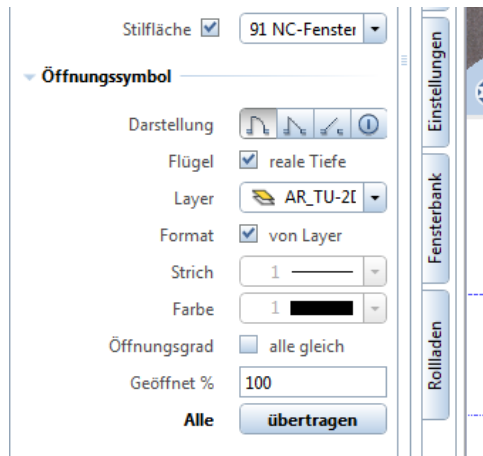 Stilfläche 91 NC-Fenster
Öffnungssymbol
Darstellung
Flügel reale Tiefe
Layer AR_TU-2D
Format von Layer
Strich 1
Farbe 1
Öffnungsgrad alle gleich
Geöffnet % 100
Alle übertragen
Einstellungen
Fensterbank
Rollladen